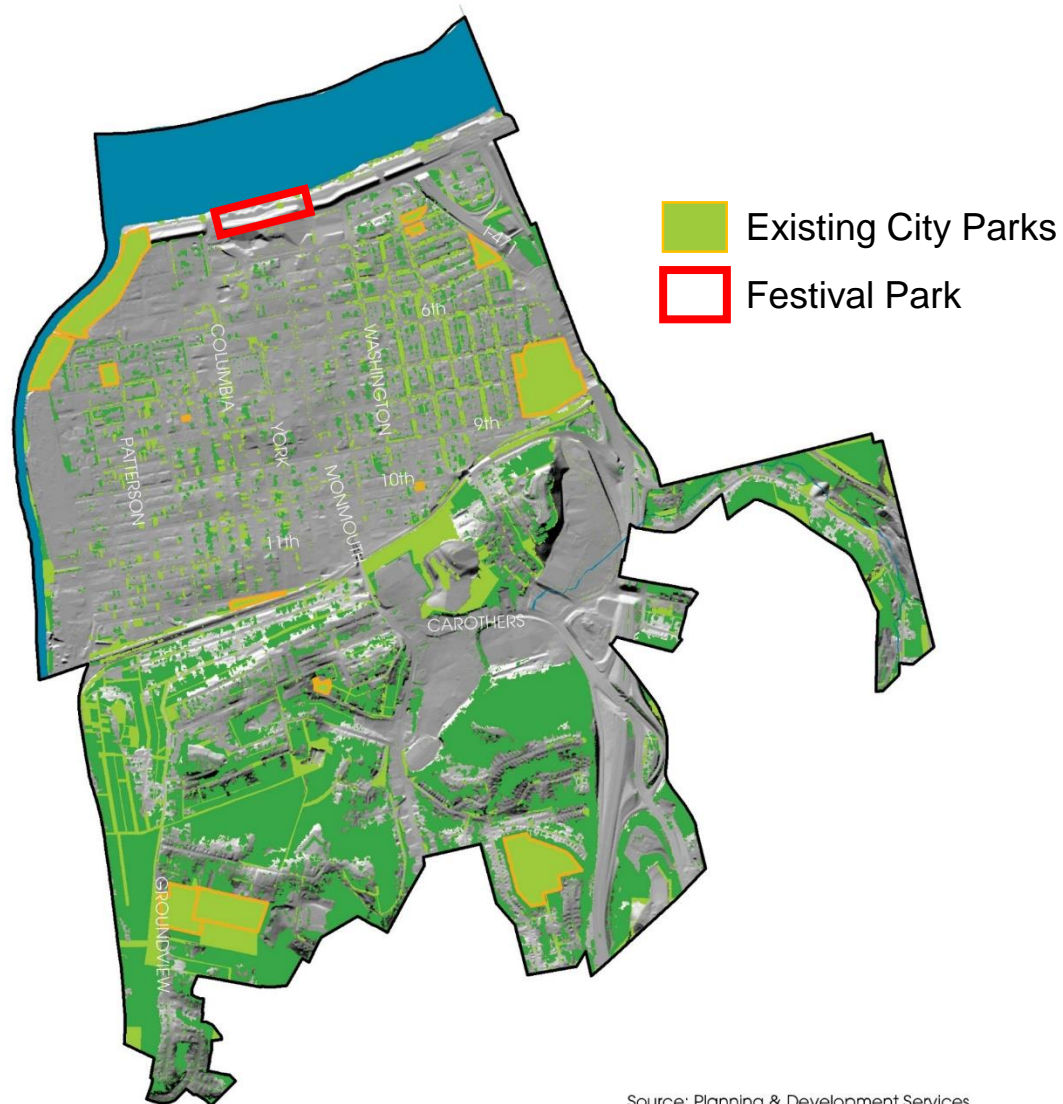 Existing City Parks
Festival Park
I-471
6th
COLUMBIA
WASHINGTON
9th
YORK
PATTERSON
MONMOUTH
10th
11th
CAROTHERS
GROUNDVIEW
Source: Planning & Development Services